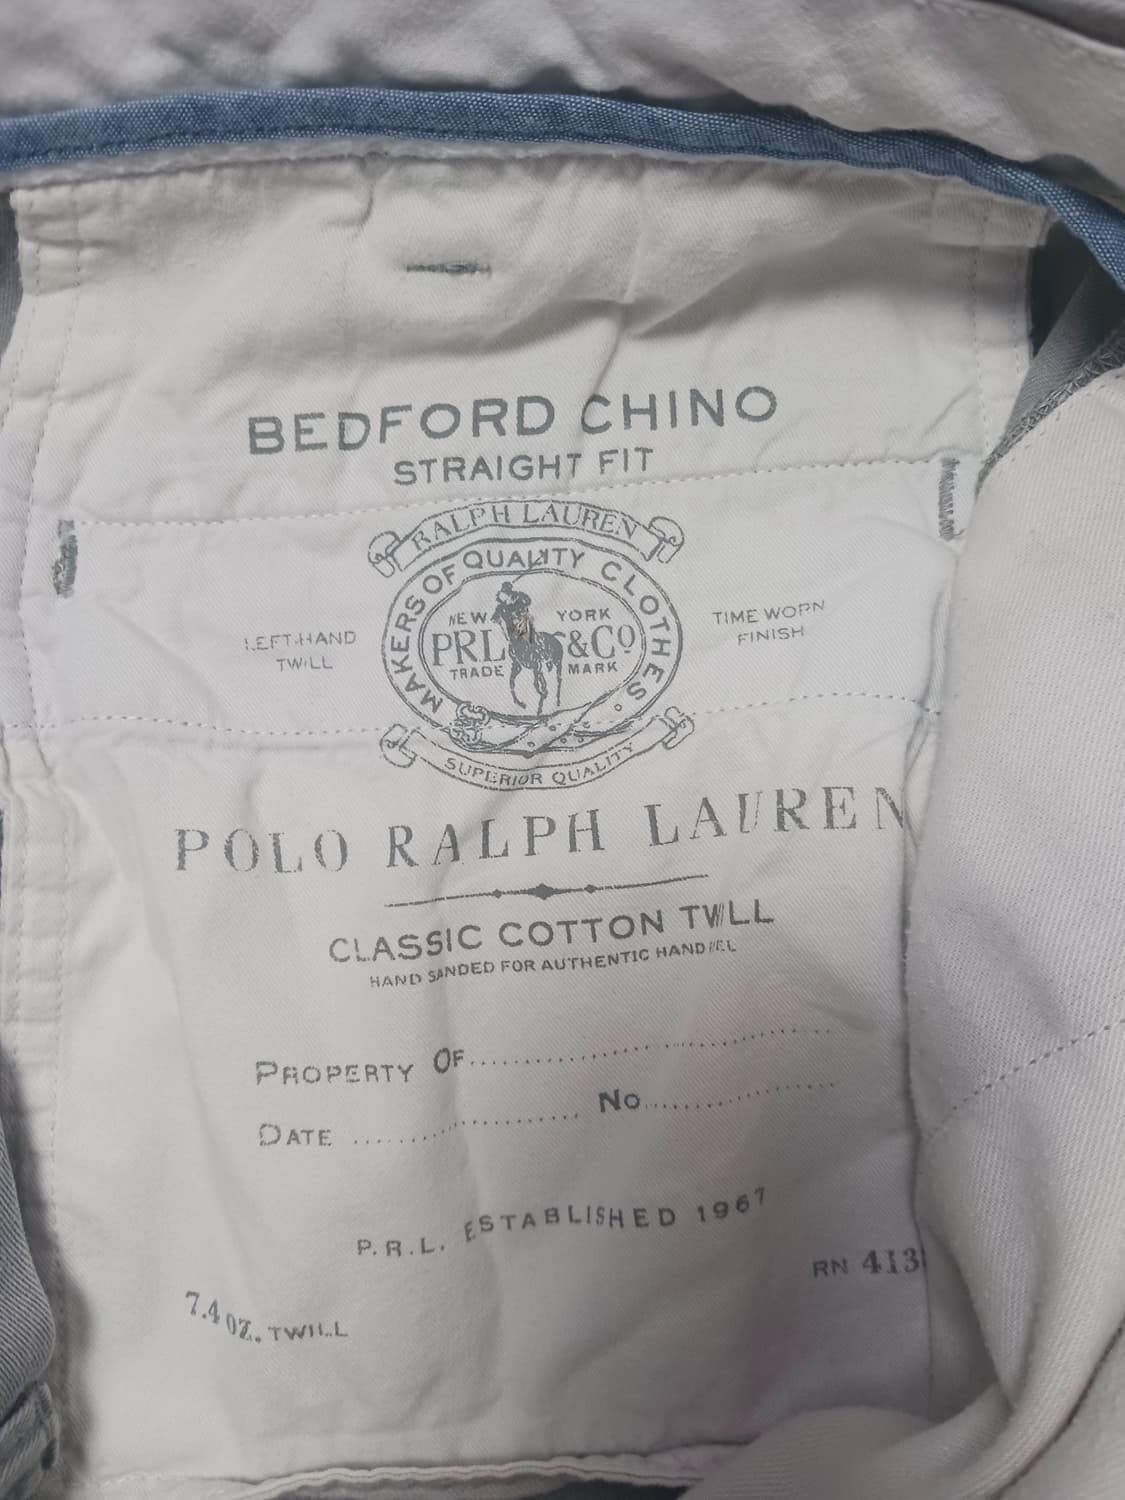 BEDFORD CHINO
STRAIGHT FIT
RALPH LAUREN
MAKERS OF QUALITY CLOTHES.
NEW YORK
PRL &Co
TRADE MARK
SUPERIOR QUALITY
LEFT-HAND
TWILL
TIME WORN
FINISH
POLO RALPH LAUREN
CLASSIC COTTON TWILL
HAND SANDED FOR AUTHENTIC HANDFEEL
PROPERTY OF
DATE No
P.R.L. ESTABLISHED 1967
RN 413
7.4 OZ. TWILL